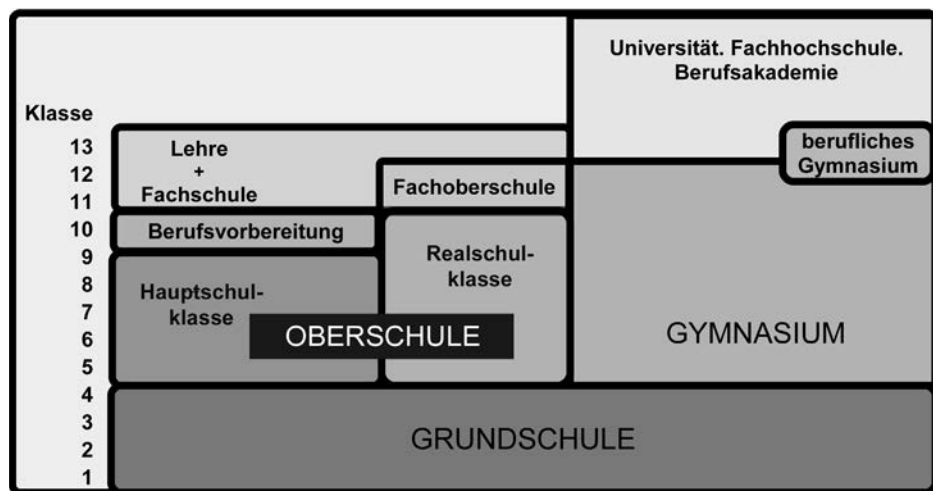 Universität. Fachhochschule.
Berufsakademie
Klasse
13
12
11
10
9
8
7
6
5
4
3
2
1
Lehre
+
Fachschule
berufliches
Gymnasium
Fachoberschule
Berufsvorbereitung
Realschul-
klasse
Hauptschul-
klasse
OBERSCHULE
GYMNASIUM
GRUNDSCHULE